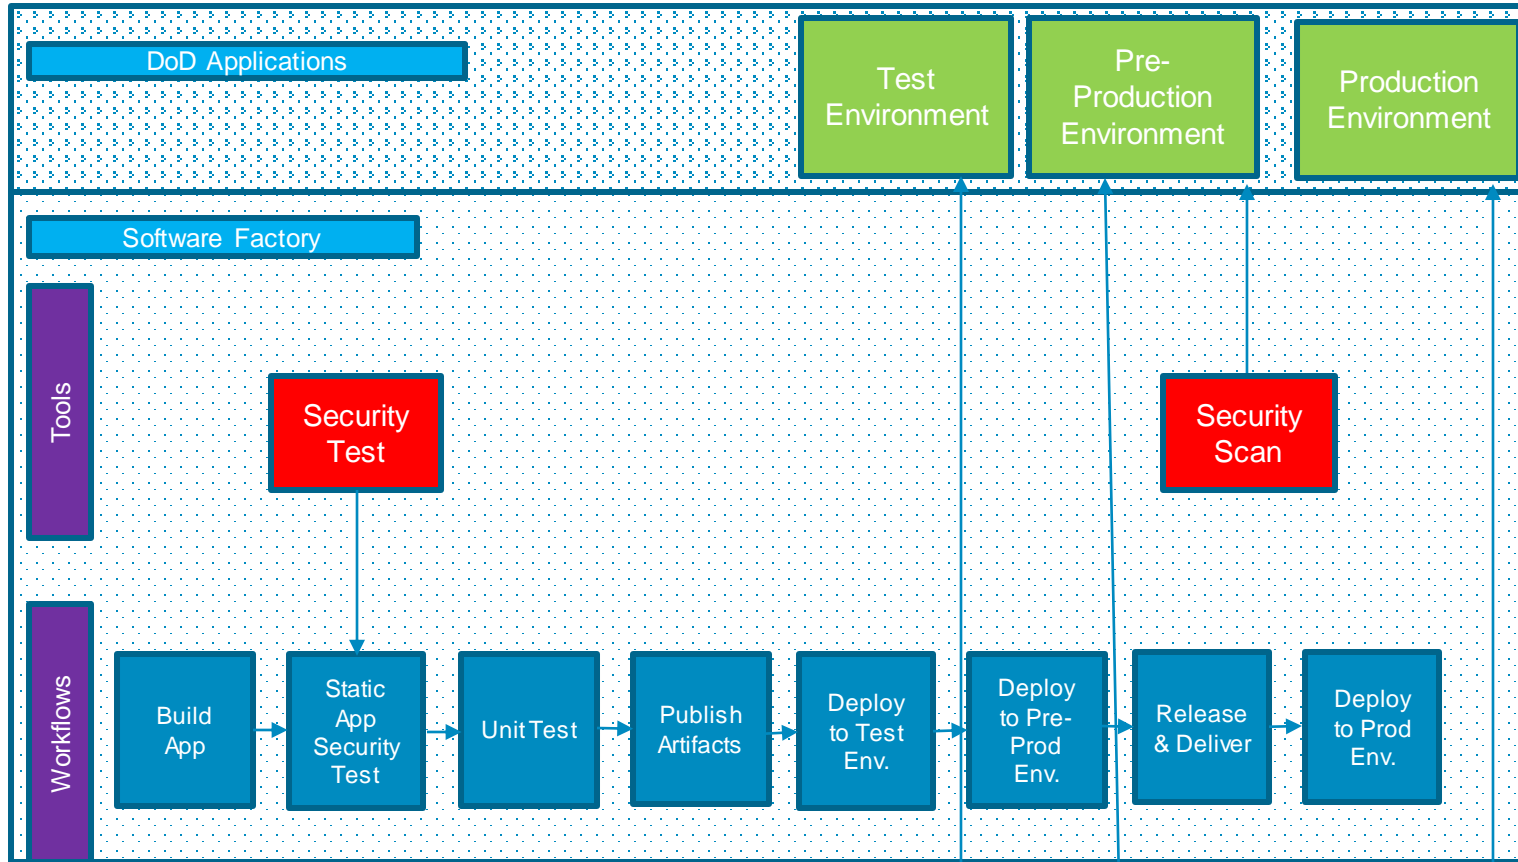 DoD Applications
Test
Environment
Pre-
Production
Environment
Production
Environment
Software Factory
Tools
Security
Test
Security
Scan
Workflows
Build
App
Static
App
Security
Test
Unit Test
Publish
Artifacts
Deploy
to Test
Env.
Deploy
to Pre-
Prod
Env.
Release
& Deliver
Deploy
to Prod
Env.